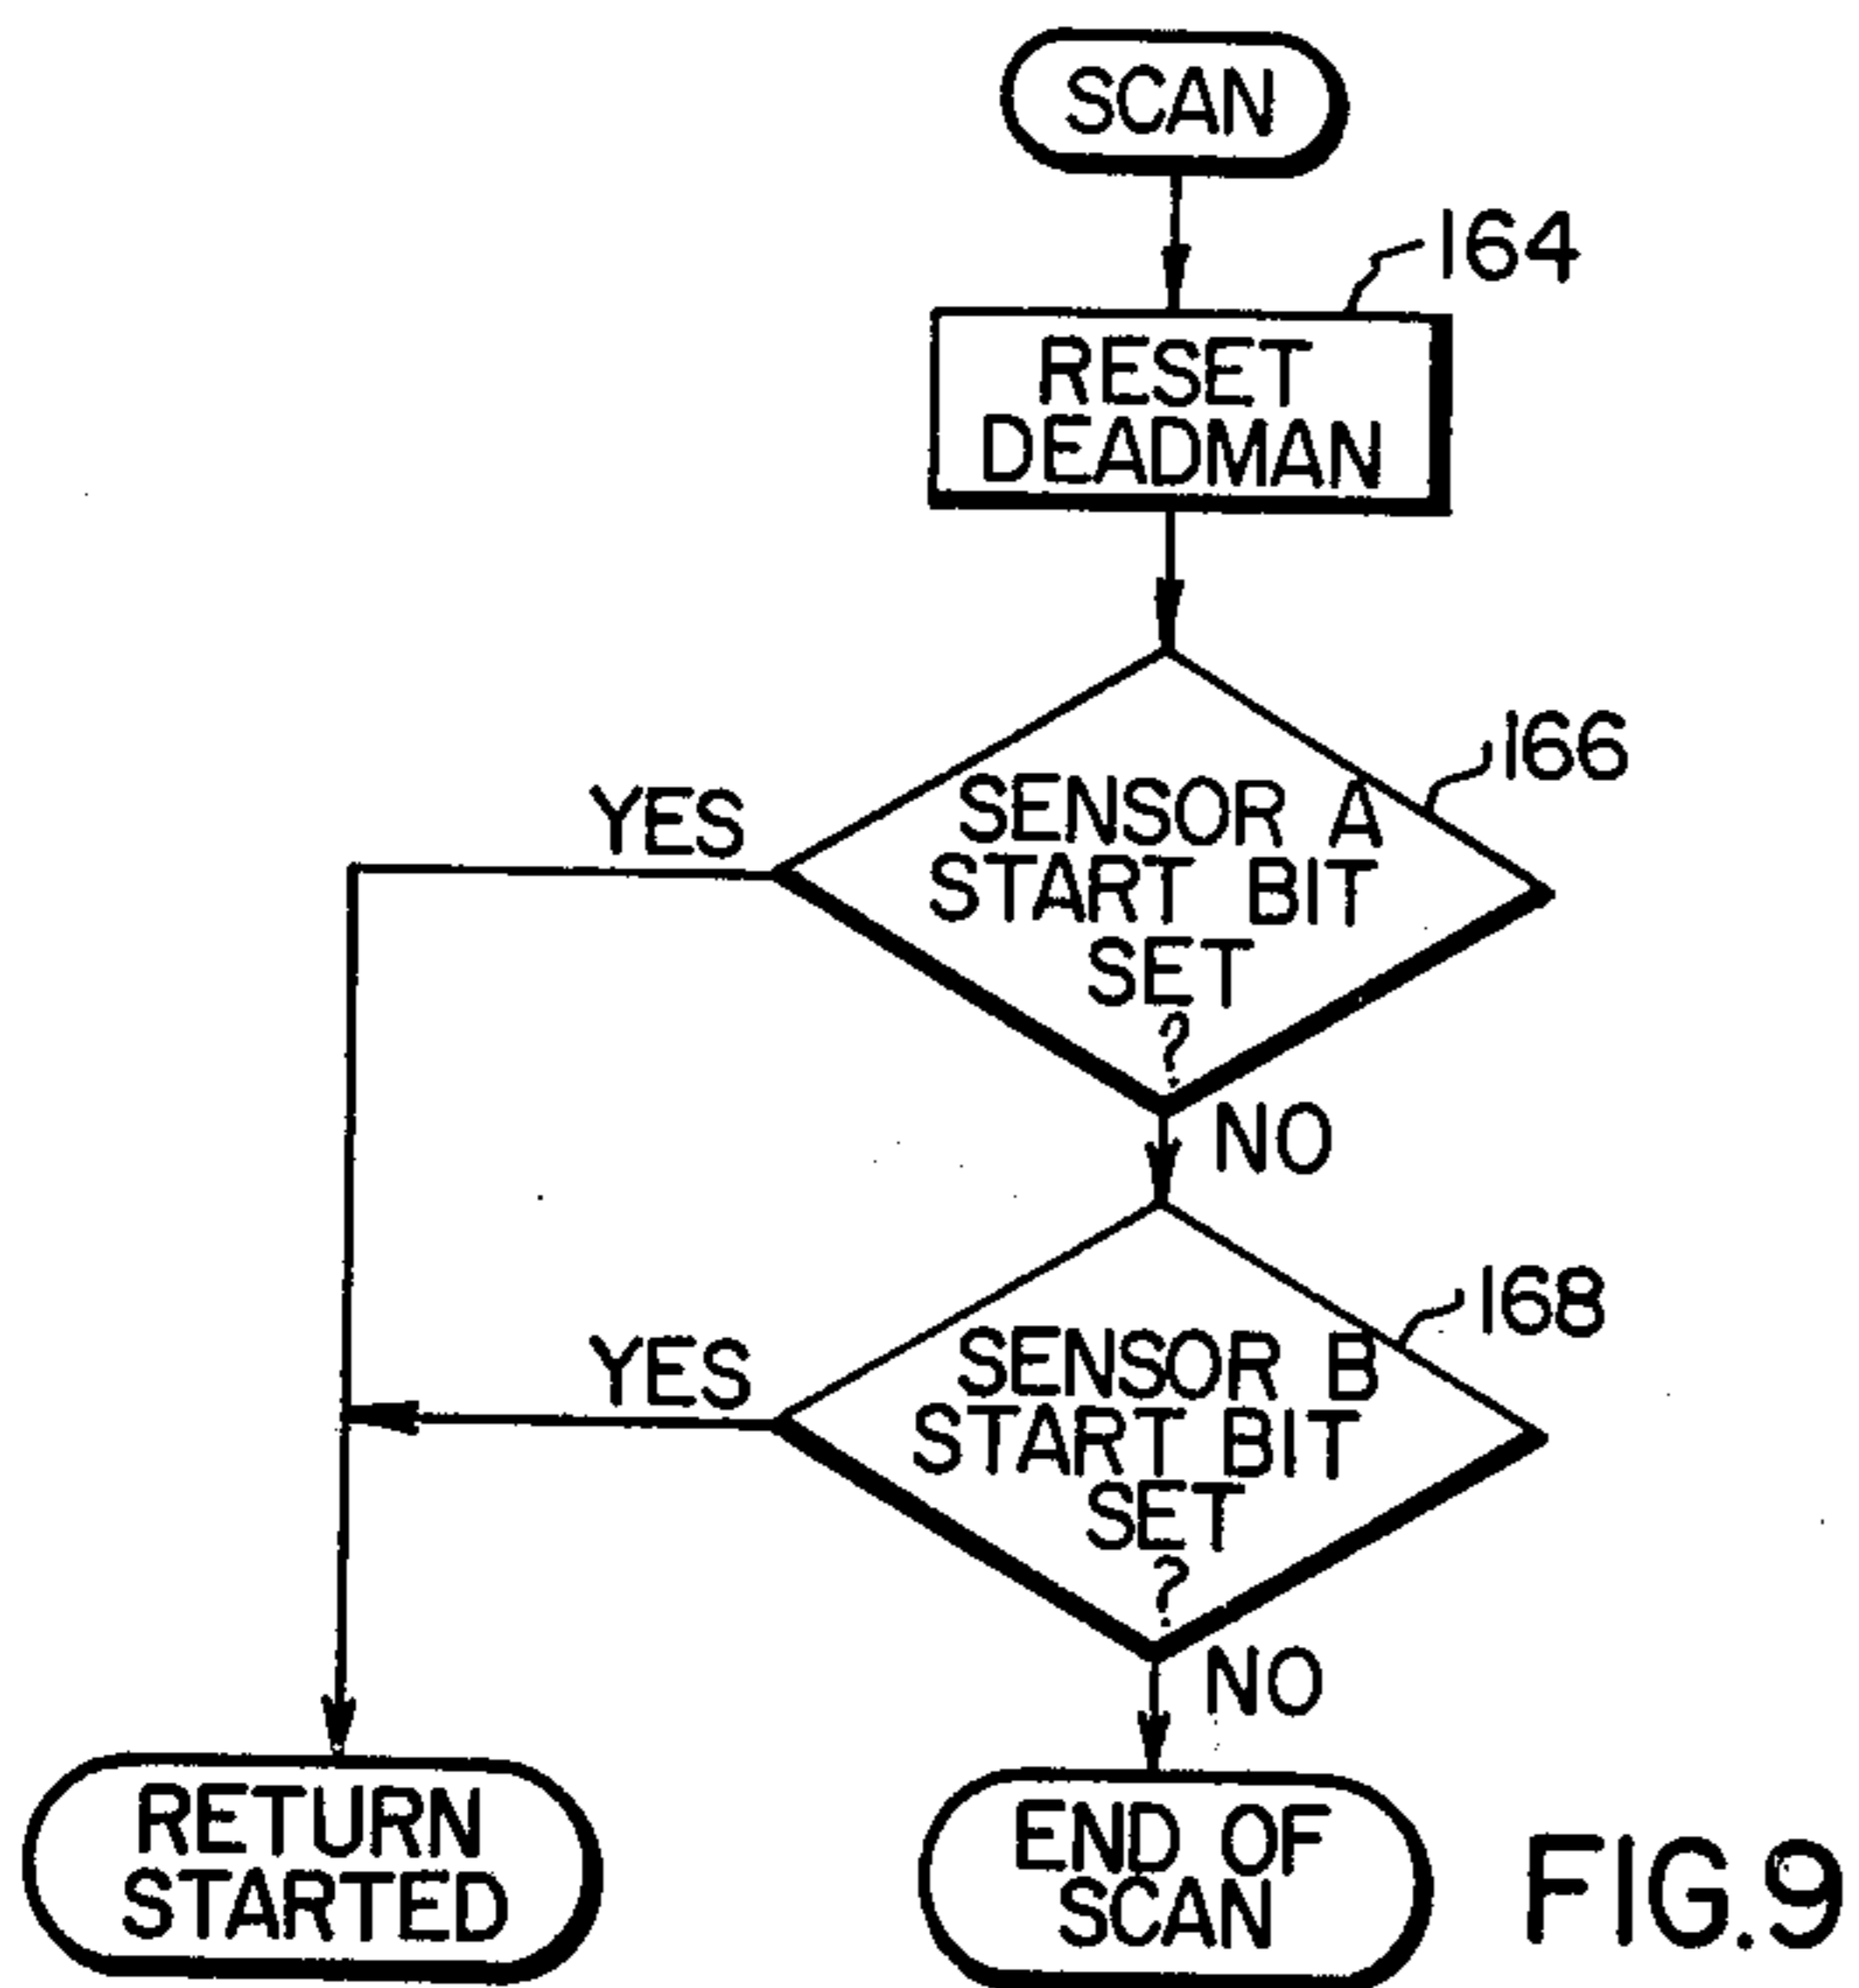 SCAN
164
RESET
DEADMAN
166
YES
SENSOR A
START BIT
SET
?
NO
168
YES
SENSOR B
START BIT
SET
?
NO
RETURN
STARTED
END OF
SCAN
FIG.9